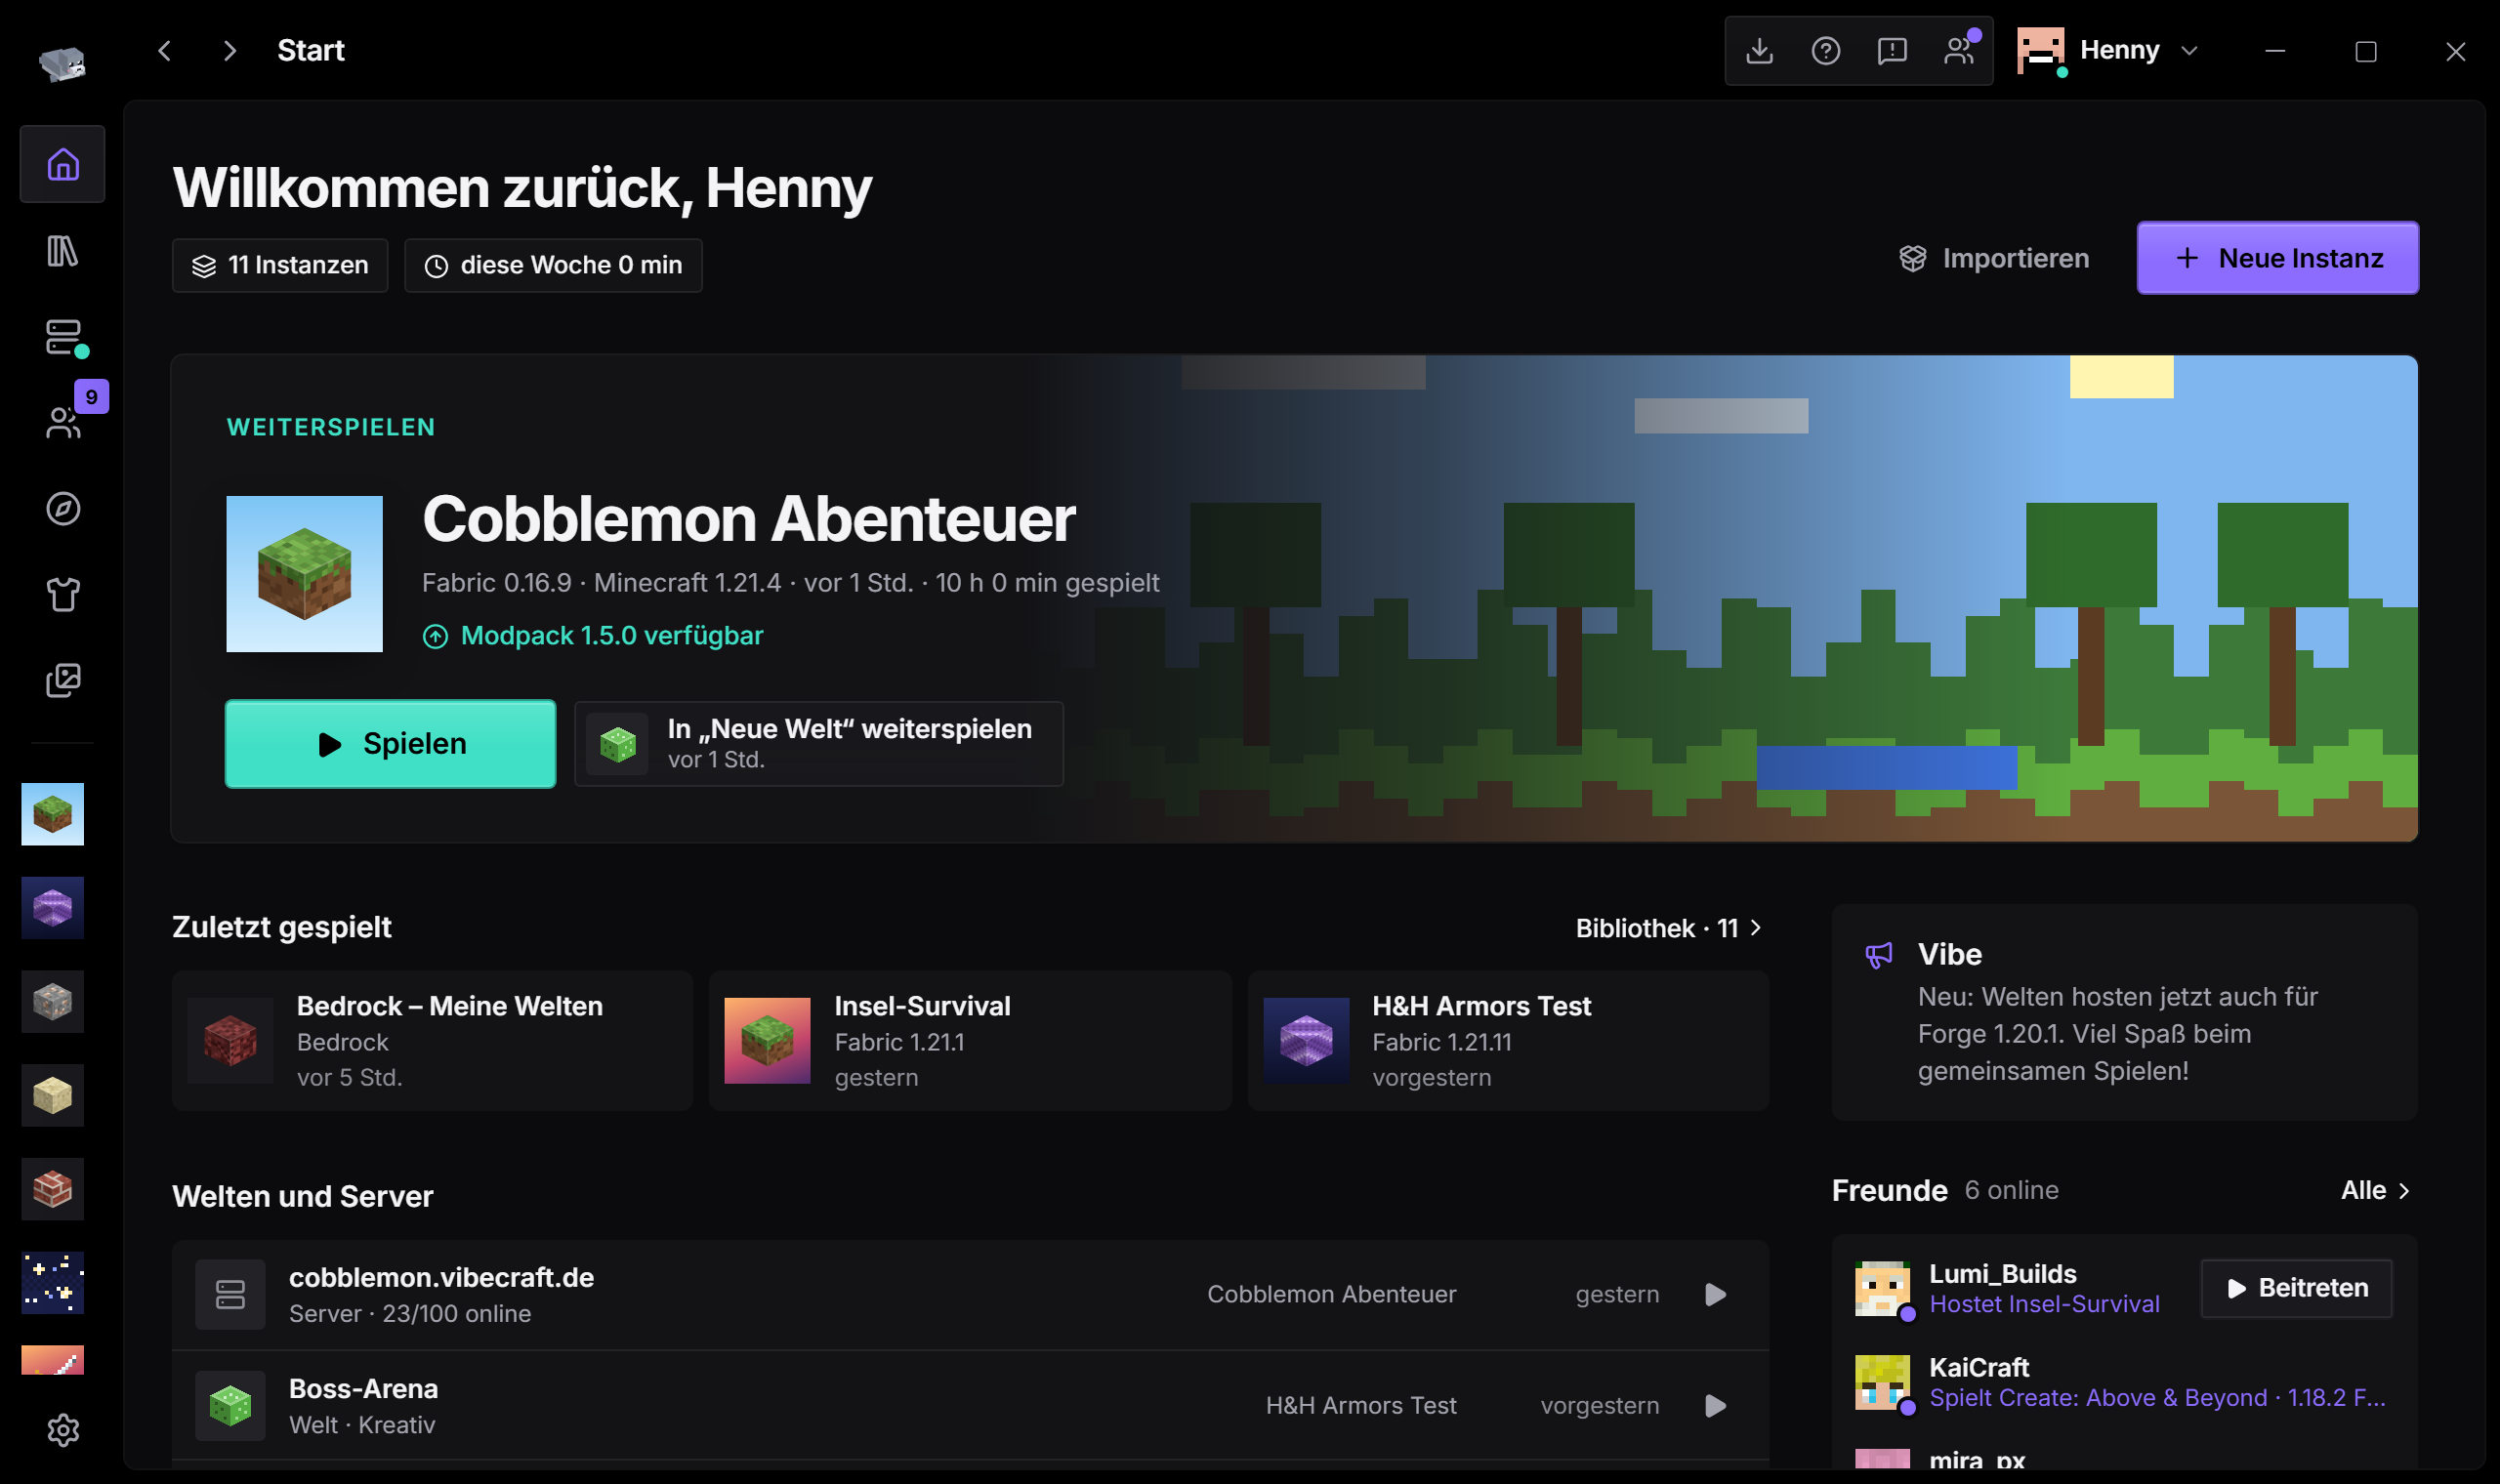 Start
Henny
Willkommen zurück, Henny
11 Instanzen
diese Woche 0 min
Importieren
Neue Instanz
9
WEITERSPIELEN
Cobblemon Abenteuer
Fabric 0.16.9 · Minecraft 1.21.4 · vor 1 Std. · 10 h 0 min gespielt
Modpack 1.5.0 verfügbar
Spielen
In „Neue Welt“ weiterspielen
vor 1 Std.
Zuletzt gespielt
Bibliothek · 11
Bedrock – Meine Welten
Bedrock
vor 5 Std.
Insel-Survival
Fabric 1.21.1
gestern
H&H Armors Test
Fabric 1.21.11
vorgestern
Vibe
Neu: Welten hosten jetzt auch für
Forge 1.20.1. Viel Spaß beim
gemeinsamen Spielen!
Welten und Server
cobblemon.vibecraft.de
Server · 23/100 online
Cobblemon Abenteuer
gestern
Boss-Arena
Welt · Kreativ
H&H Armors Test
vorgestern
Freunde 6 online
Alle
Lumi_Builds
Hostet Insel-Survival
Beitreten
KaiCraft
Spielt Create: Above & Beyond · 1.18.2 F...
mira_px